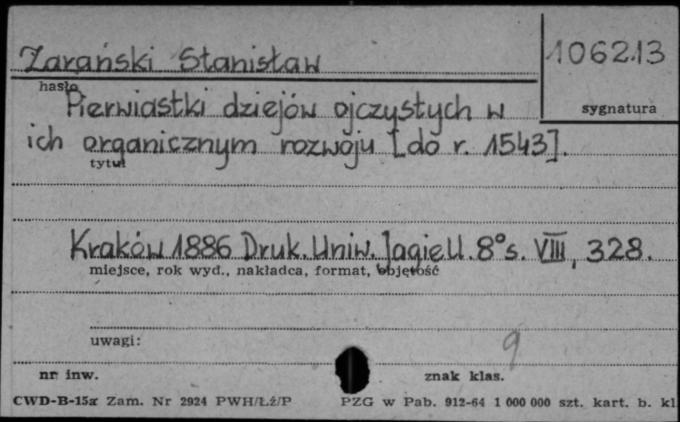 Zarański Stanisław
106213
hasło
sygnatura
Pierwiastki dziejów ojczystych w
ich organicznym rozwoju [do r. 1543].
tytuł
Kraków 1886 Druk. Uniw. Jagiell. 8° s. VIII, 328.
miejsce, rok wyd., nakładca, format, objętość
uwagi:
9
nr inw.
znak klas.
CWD-B-15a Zam. Nr 2924 PWH/Łź/P
PZG w Pab. 912-64 1 000 000 szt. kart. b. kl